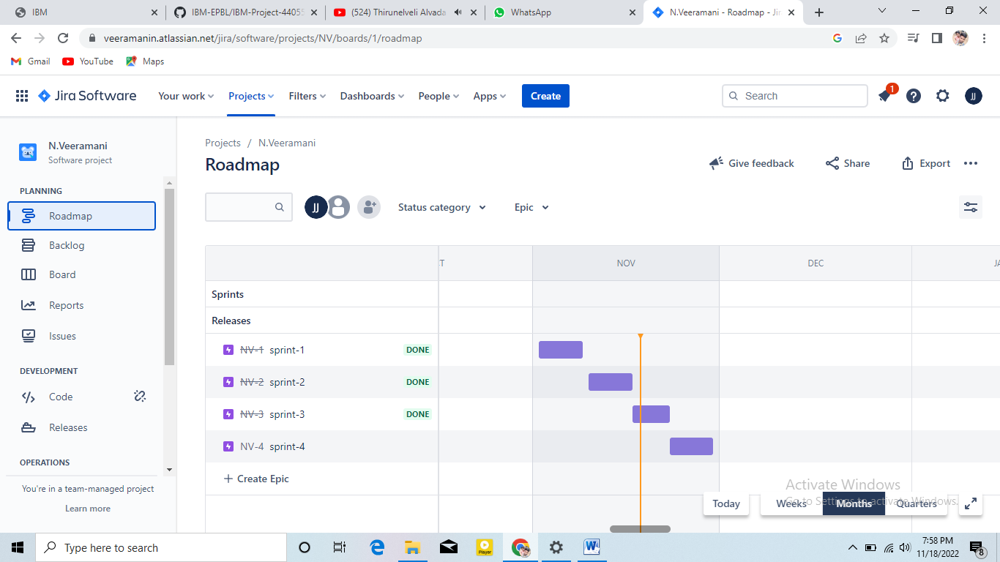 IBM
IBM-EPBL/IBM-Project-44055
(524) Thirunelveli Alvada
WhatsApp
N.Veeramani - Roadmap - Jir
veeramanin.atlassian.net/jira/software/projects/NV/boards/1/roadmap
Gmail YouTube Maps
Jira Software Your work Projects Filters Dashboards People Apps Create Search 1 JJ
N.Veeramani
Software project
PLANNING
Roadmap
Backlog
Board
Reports
Issues
DEVELOPMENT
Code
Releases
OPERATIONS
You're in a team-managed project
Learn more
Projects / N.Veeramani
Roadmap
Give feedback Share Export
JJ Status category Epic
T NOV DEC JA
Sprints
Releases
NV-1 sprint-1 DONE
NV-2 sprint-2 DONE
NV-3 sprint-3 DONE
NV-4 sprint-4
+ Create Epic
Activate Windows
Go to Settings to activate Windows.
Today Weeks Months Quarters
Type here to search
Player
7:58 PM
11/18/2022
8